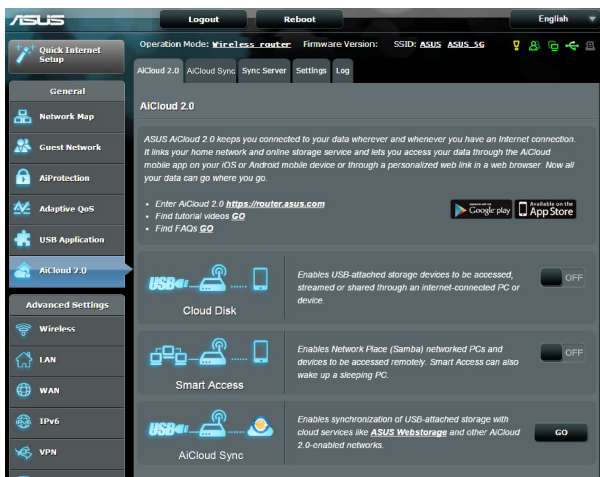 ASUS
Logout
Reboot
English
Quick Internet
Setup
Operation Mode: Wireless router Firmware Version: SSID: ASUS ASUS_5G
AiCloud 2.0
AiCloud Sync
Sync Server
Settings
Log
General
Network Map
Guest Network
AiProtection
Adaptive QoS
USB Application
AiCloud 2.0
Advanced Settings
Wireless
LAN
WAN
IPv6
VPN
AiCloud 2.0
ASUS AiCloud 2.0 keeps you connected to your data wherever and whenever you have an Internet connection.
It links your home network and online storage service and lets you access your data through the AiCloud
mobile app on your iOS or Android mobile device or through a personalized web link in a web browser. Now all
your data can go where you go.
• Enter AiCloud 2.0 https://router.asus.com
• Find tutorial videos GO
• Find FAQs GO
Google play
Available on the
App Store
USB
Cloud Disk
Enables USB-attached storage devices to be accessed,
streamed or shared through an internet-connected PC or
device.
OFF
Smart Access
Enables Network Place (Samba) networked PCs and
devices to be accessed remotely. Smart Access can also
wake up a sleeping PC.
OFF
USB
AiCloud Sync
Enables synchronization of USB-attached storage with
cloud services like ASUS Webstorage and other AiCloud
2.0-enabled networks.
GO